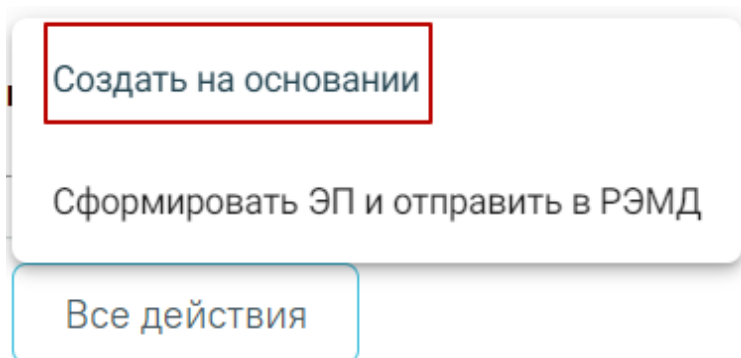 Создать на основании
Сформировать ЭП и отправить в РЭМД
Все действия